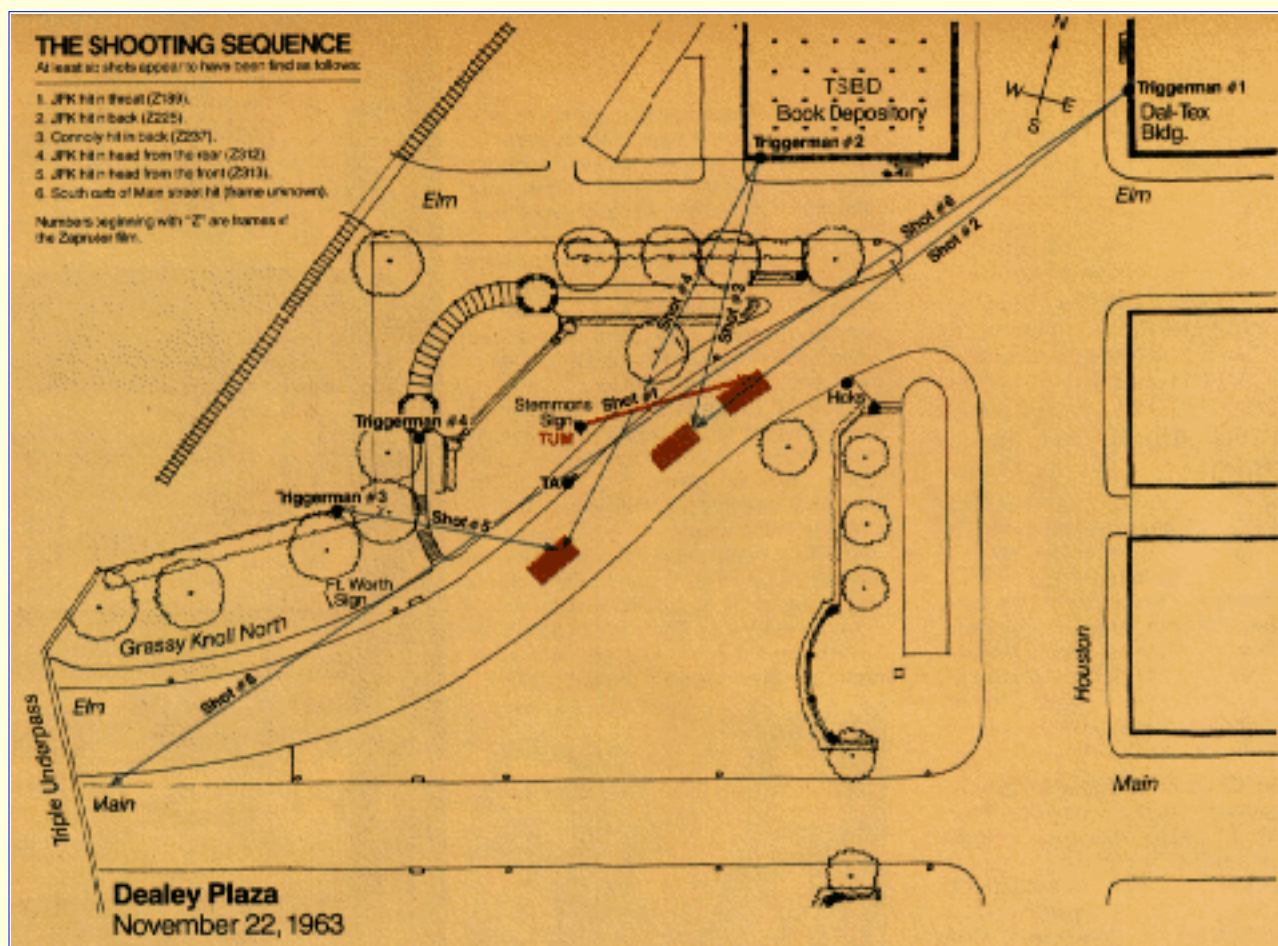 THE SHOOTING SEQUENCE
At least six shots appear to have been fired as follows:
1. JFK hit in throat (Z189).
2. JFK hit in back (Z225).
3. Connolly hit in back (Z237).
4. JFK hit in head from the rear (Z312).
5. JFK hit in head from the front (Z313).
6. South curb of Main street hit (frame unknown).
Numbers beginning with "Z" are frames of
the Zapruter film.
N
W
E
S
TSBD
Book Depository
Triggerman #1
Dal-Tex
Bldg.
Triggerman #2
Elm
Elm
Shot #6
Shot #2
Shot #4
Shot #3
Stemmons
Sign
TUM
Shot #1
Hicks
Triggerman #4
Triggerman #3
Shot #5
Ft. Worth
Sign
Grassy Knoll North
Shot #6
Elm
Houston
Triple Underpass
Main
Main
Dealey Plaza
November 22, 1963